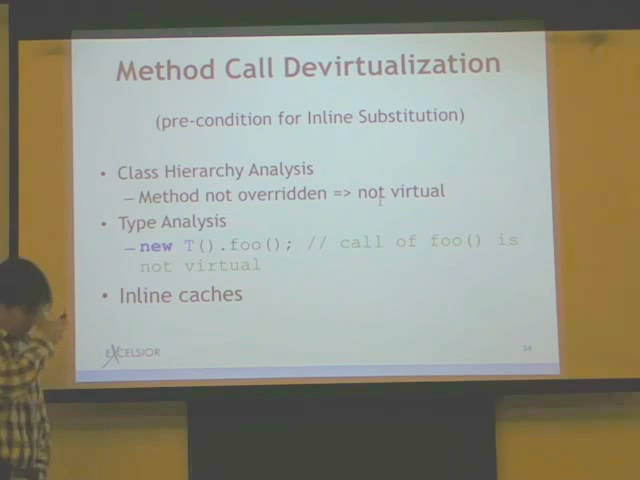 Method Call Devirtualization
(pre-condition for Inline Substitution)
• Class Hierarchy Analysis
– Method not overridden => not virtual
• Type Analysis
– new T().foo(); // call of foo() is
not virtual
• Inline caches
EXCELSIOR